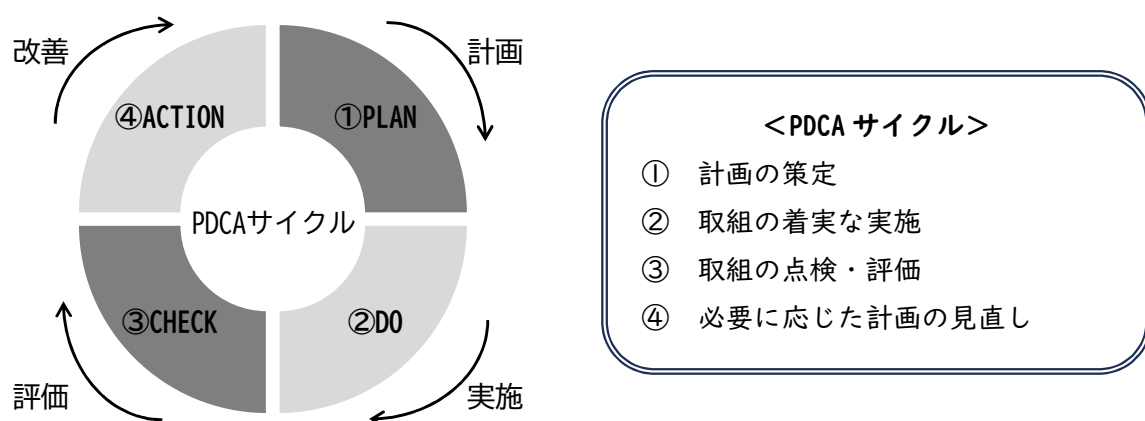 改善
計画
④ACTION
①PLAN
PDCAサイクル
③CHECK
②DO
評価
実施
＜PDCA サイクル＞
① 計画の策定
② 取組の着実な実施
③ 取組の点検・評価
④ 必要に応じた計画の見直し